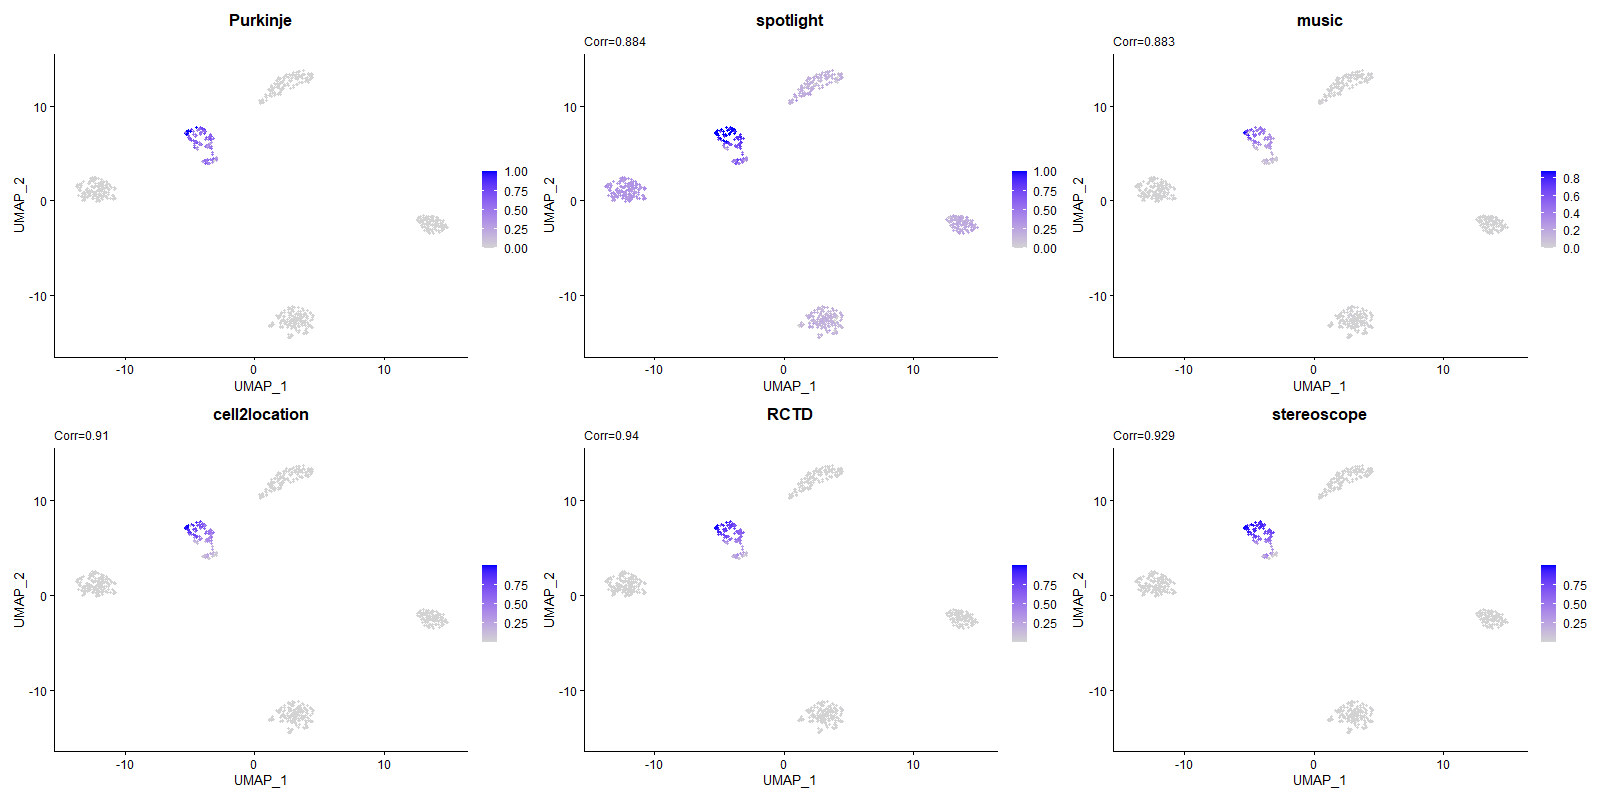 Purkinje
UMAP_2
10
0
-10
-10
0
10
UMAP_1
1.00
0.75
0.50
0.25
0.00
spotlight
Corr=0.884
UMAP_2
10
0
-10
-10
0
10
UMAP_1
1.00
0.75
0.50
0.25
0.00
music
Corr=0.883
UMAP_2
10
0
-10
-10
0
10
UMAP_1
0.8
0.6
0.4
0.2
0.0
cell2location
Corr=0.91
UMAP_2
10
0
-10
-10
0
10
UMAP_1
0.75
0.50
0.25
RCTD
Corr=0.94
UMAP_2
10
0
-10
-10
0
10
UMAP_1
0.75
0.50
0.25
stereoscope
Corr=0.929
UMAP_2
10
0
-10
-10
0
10
UMAP_1
0.75
0.50
0.25